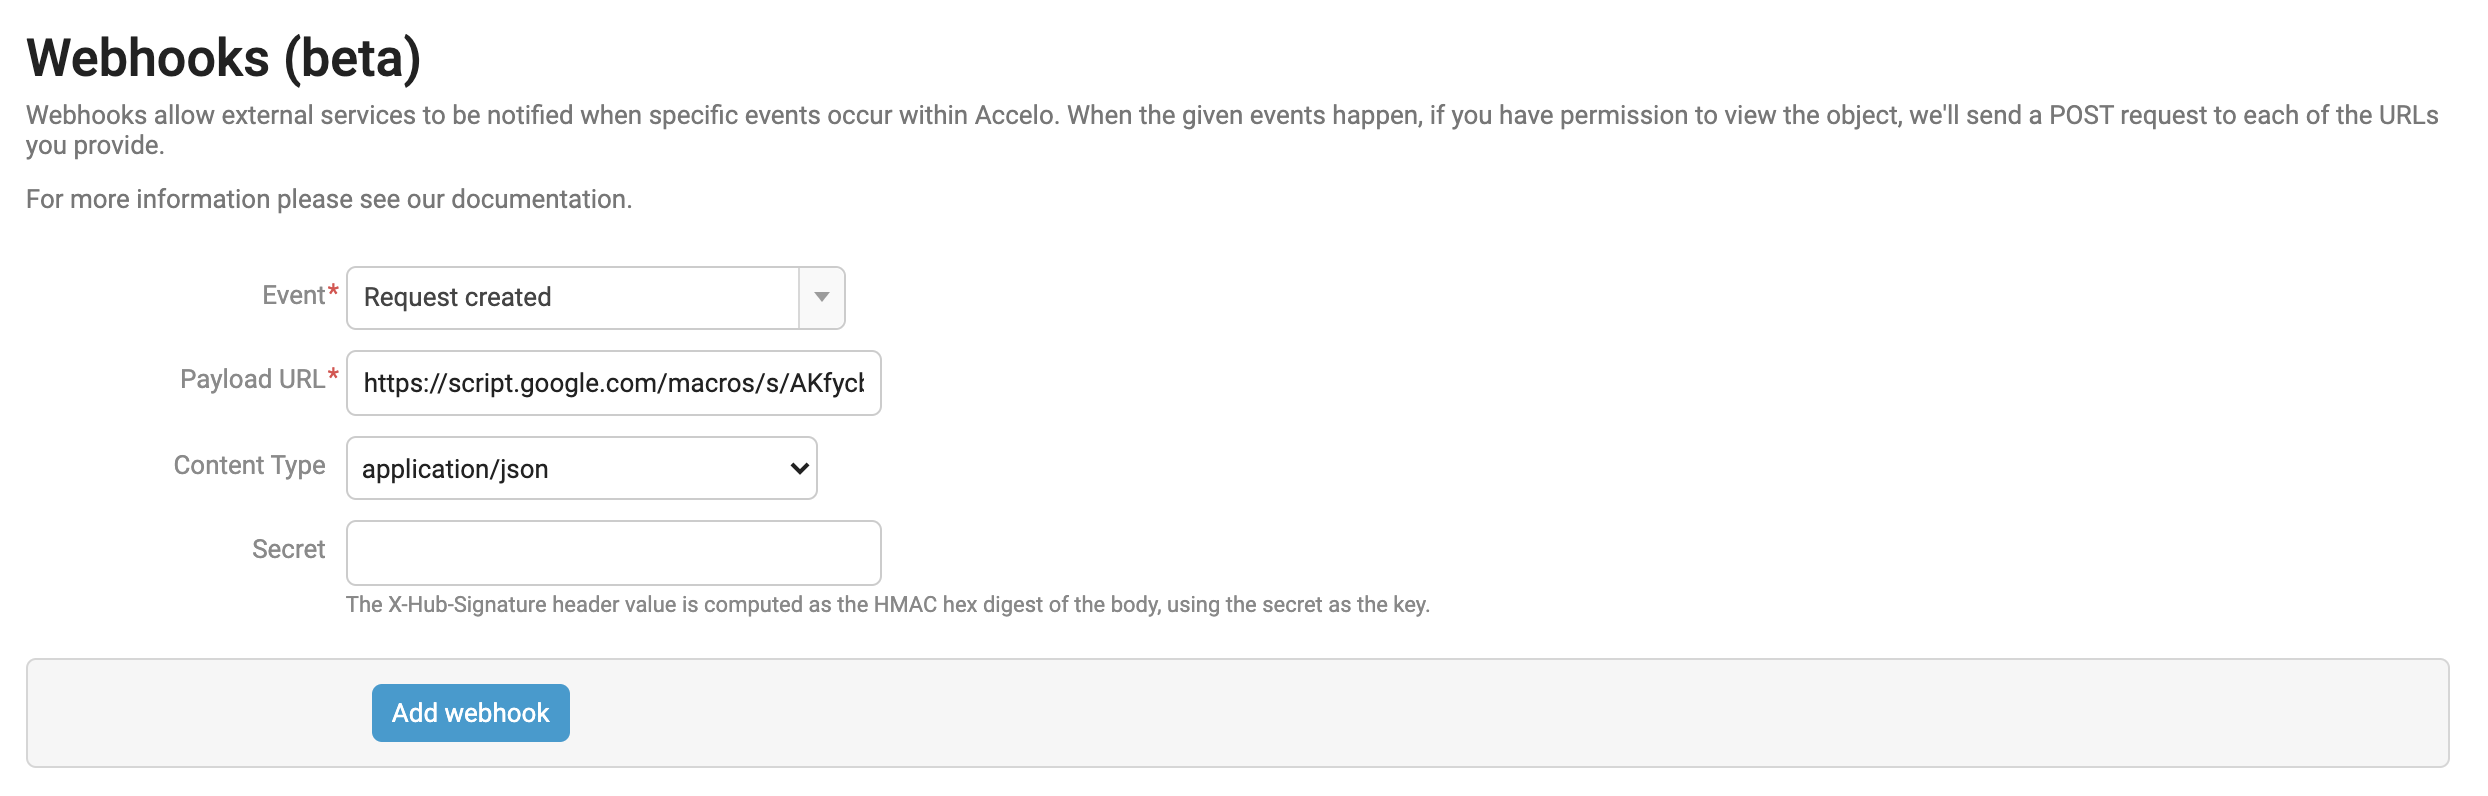 Webhooks (beta)
Webhooks allow external services to be notified when specific events occur within Accelo. When the given events happen, if you have permission to view the object, we'll send a POST request to each of the URLs
you provide.
For more information please see our documentation.
Event* Request created
Payload URL* https://script.google.com/macros/s/AKfyc
Content Type application/json
Secret
The X-Hub-Signature header value is computed as the HMAC hex digest of the body, using the secret as the key.
Add webhook